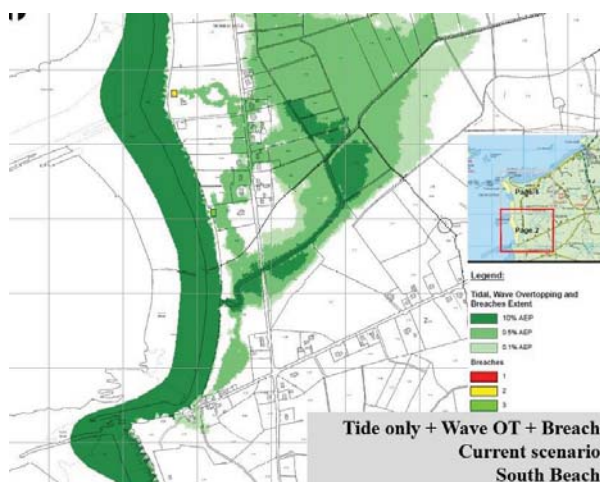 Page 1
Page 2
Legend:
Tidal, Wave Overtopping and
Breaches Extent
10% AEP
0.5% AEP
0.1% AEP
Breaches
1
2
3
Tide only + Wave OT + Breach
Current scenario
South Beach